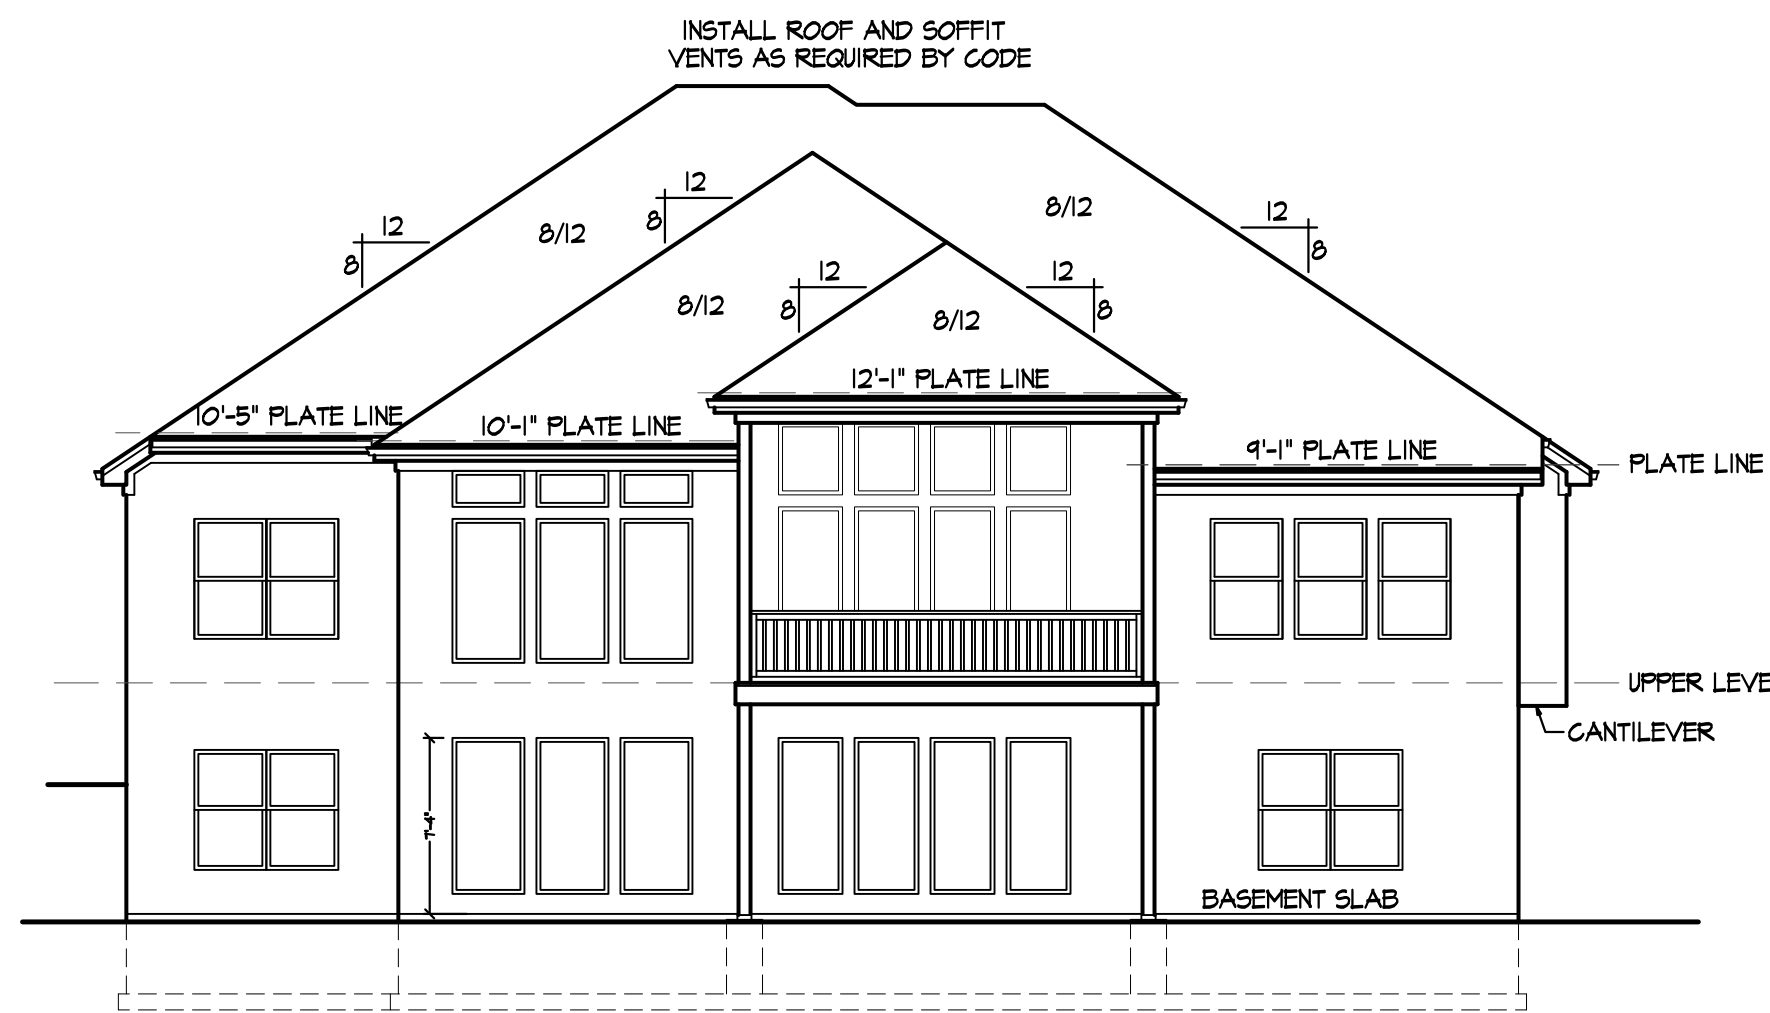 INSTALL ROOF AND SOFFIT
VENTS AS REQUIRED BY CODE
12
8
8/12
12
8
8/12
12
8
8/12
12
8
8/12
12
8
12'-1" PLATE LINE
10'-5" PLATE LINE
10'-1" PLATE LINE
9'-1" PLATE LINE
PLATE LINE
UPPER LEVE
CANTILEVER
7'-4"
BASEMENT SLAB